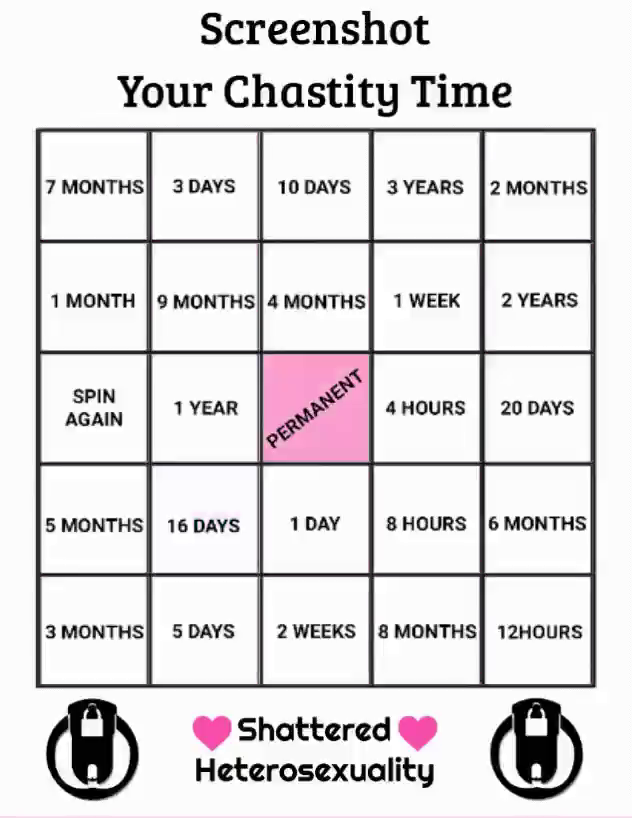 Screenshot
Your Chastity Time
7 MONTHS 3 DAYS 10 DAYS 3 YEARS 2 MONTHS
1 MONTH 9 MONTHS 4 MONTHS 1 WEEK 2 YEARS
SPIN AGAIN 1 YEAR PERMANENT 4 HOURS 20 DAYS
5 MONTHS 16 DAYS 1 DAY 8 HOURS 6 MONTHS
3 MONTHS 5 DAYS 2 WEEKS 8 MONTHS 12HOURS
Shattered
Heterosexuality